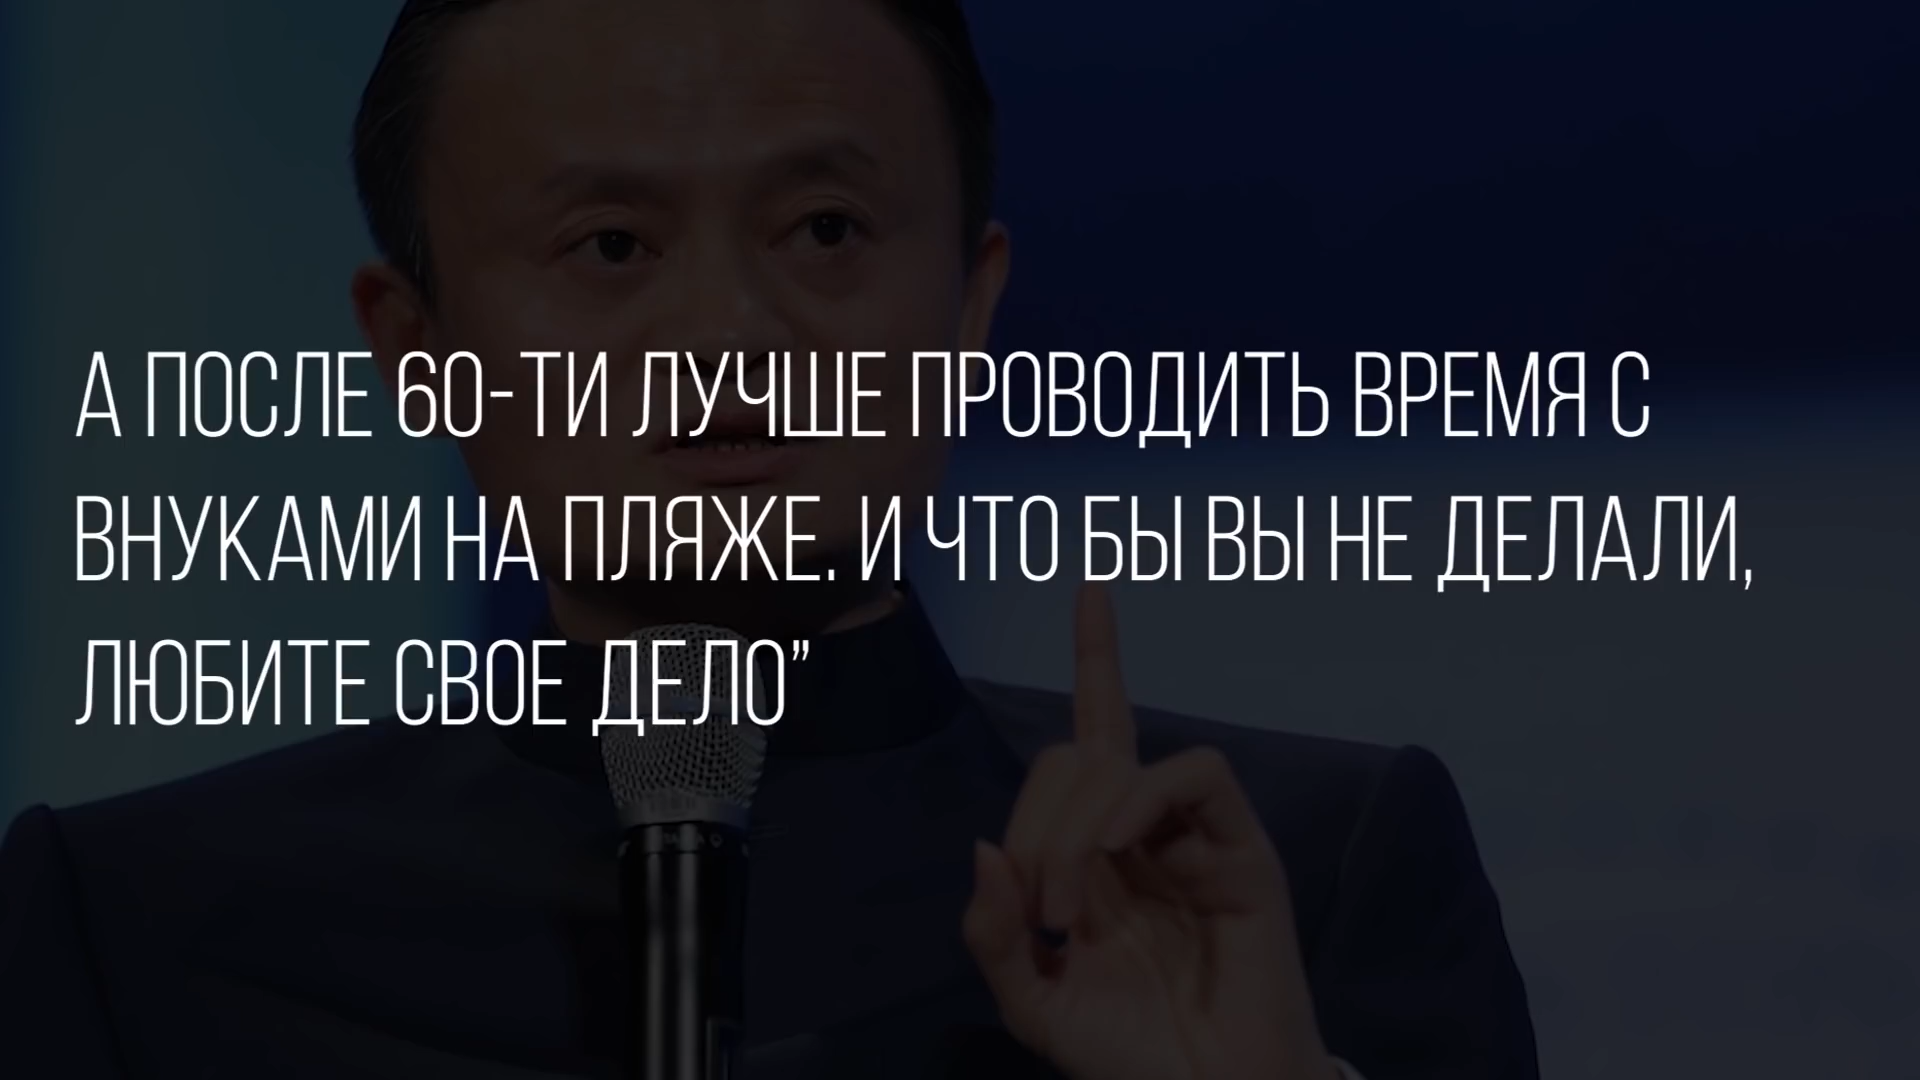 А ПОСЛЕ 60-ТИ ЛУЧШЕ ПРОВОДИТЬ ВРЕМЯ С
ВНУКАМИ НА ПЛЯЖЕ. И ЧТО БЫ ВЫ НЕ ДЕЛАЛИ,
ЛЮБИТЕ СВОЕ ДЕЛО”